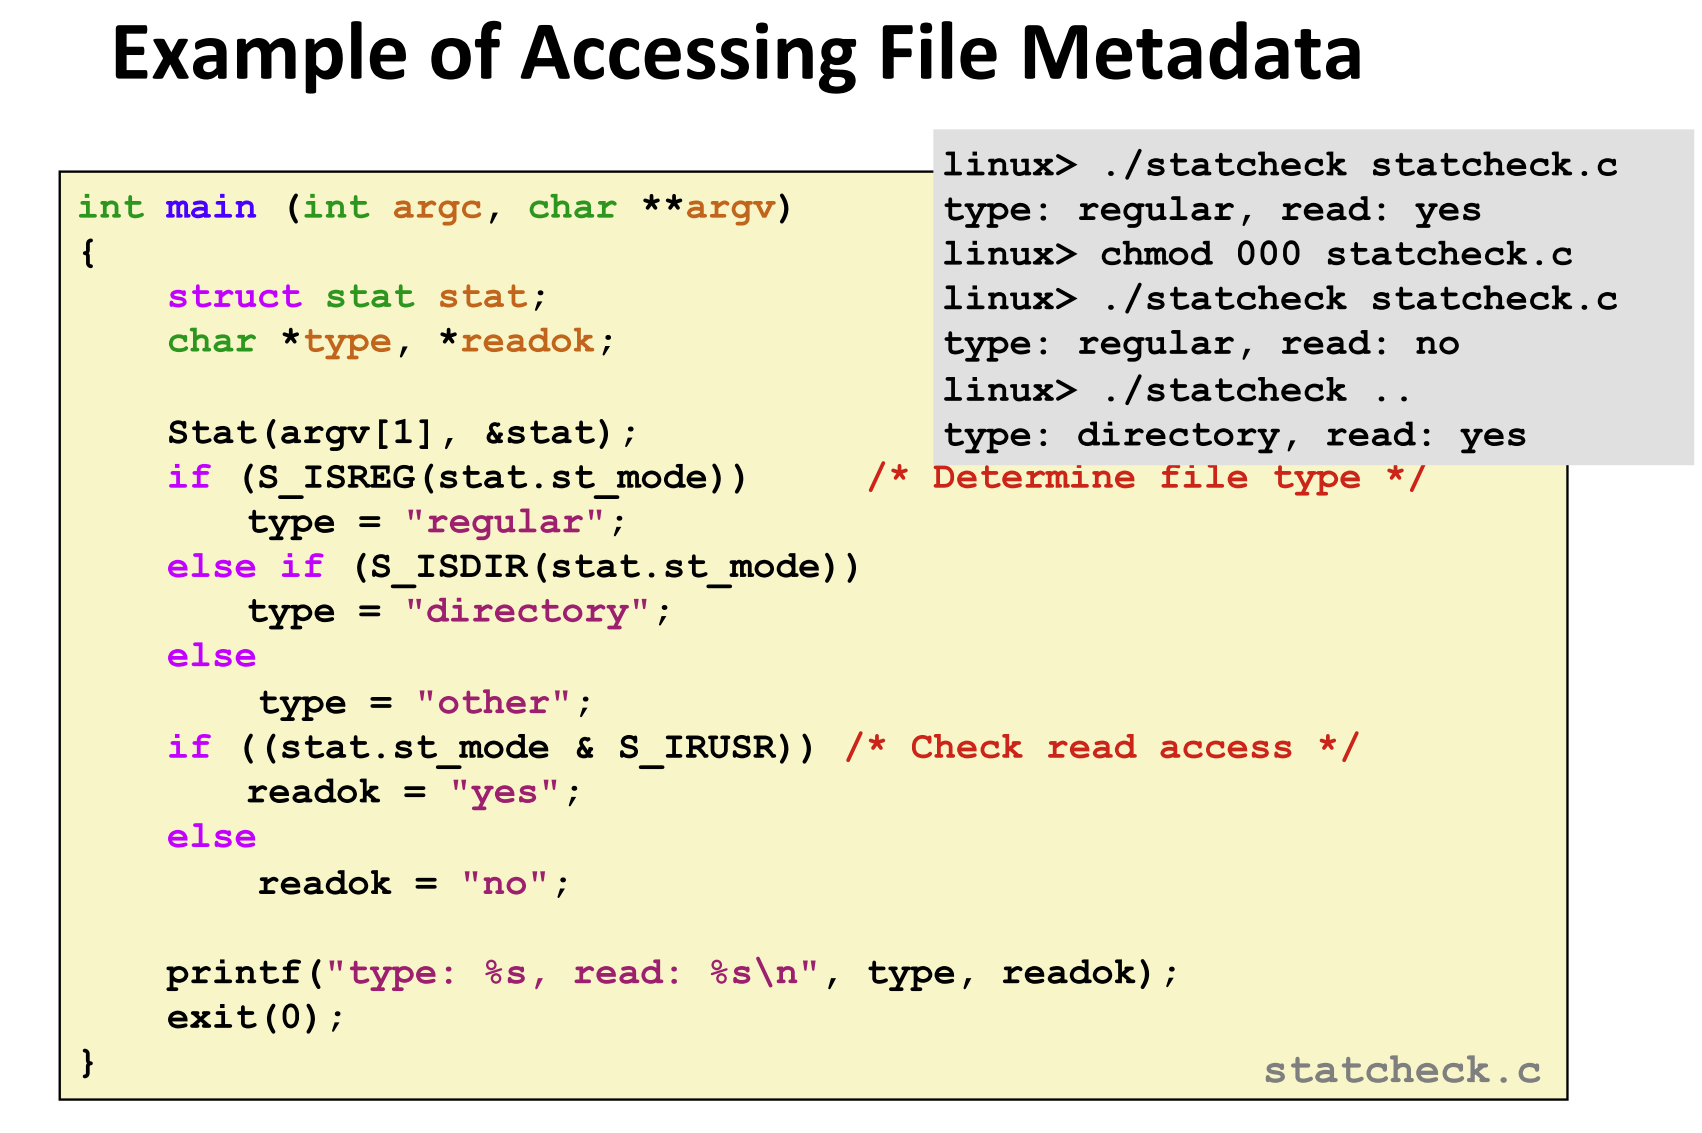 Example of Accessing File Metadata
linux> ./statcheck statcheck.c
type: regular, read: yes
linux> chmod 000 statcheck.c
linux> ./statcheck statcheck.c
type: regular, read: no
linux> ./statcheck ..
type: directory, read: yes
int main (int argc, char **argv)
{
    struct stat stat;
    char *type, *readok;

    Stat(argv[1], &stat);
    if (S_ISREG(stat.st_mode))     /* Determine file type */
       type = "regular";
    else if (S_ISDIR(stat.st_mode))
       type = "directory";
    else
        type = "other";
    if ((stat.st_mode & S_IRUSR)) /* Check read access */
       readok = "yes";
    else
        readok = "no";

    printf("type: %s, read: %s\n", type, readok);
    exit(0);
}
statcheck.c